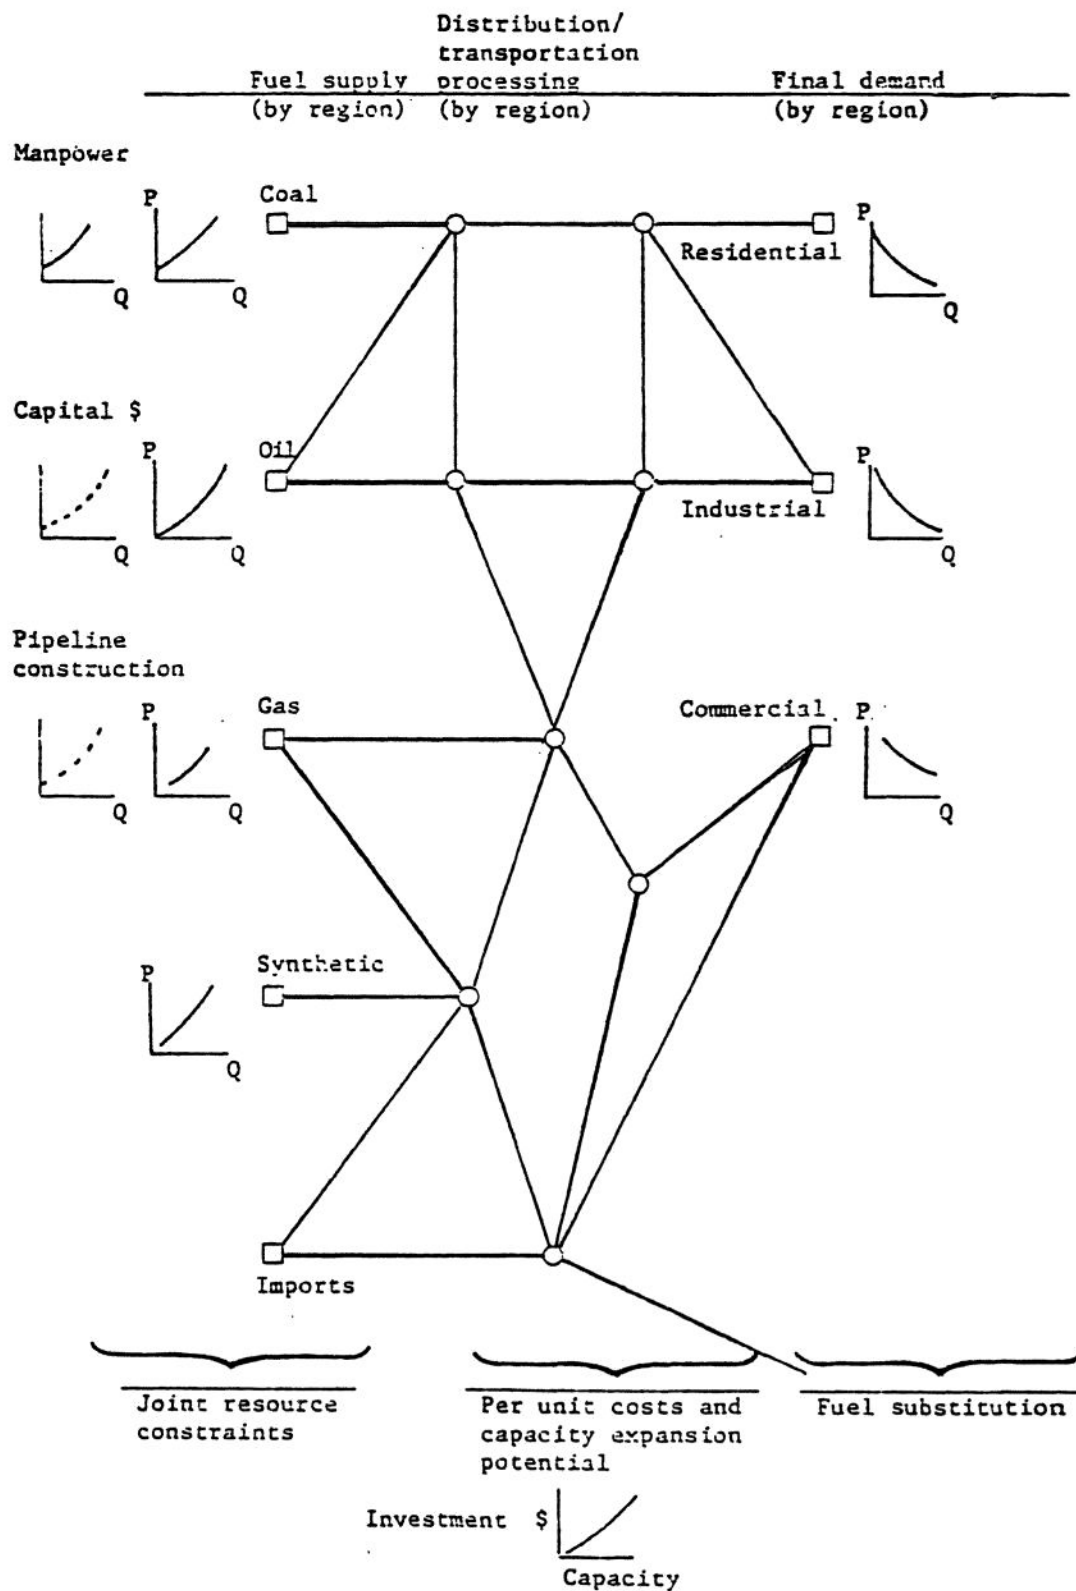 Distribution/
transportation
Fuel supply processing Final demand
(by region) (by region) (by region)
Manpower
P Coal P
Residential
Q Q Q
Capital $
P Oil P
Industrial
Q Q Q
Pipeline
construction
P Gas Commercial P
Q Q Q
P Synthetic
Q
Imports
Joint resource Per unit costs and Fuel substitution
constraints capacity expansion
potential
Investment $
Capacity